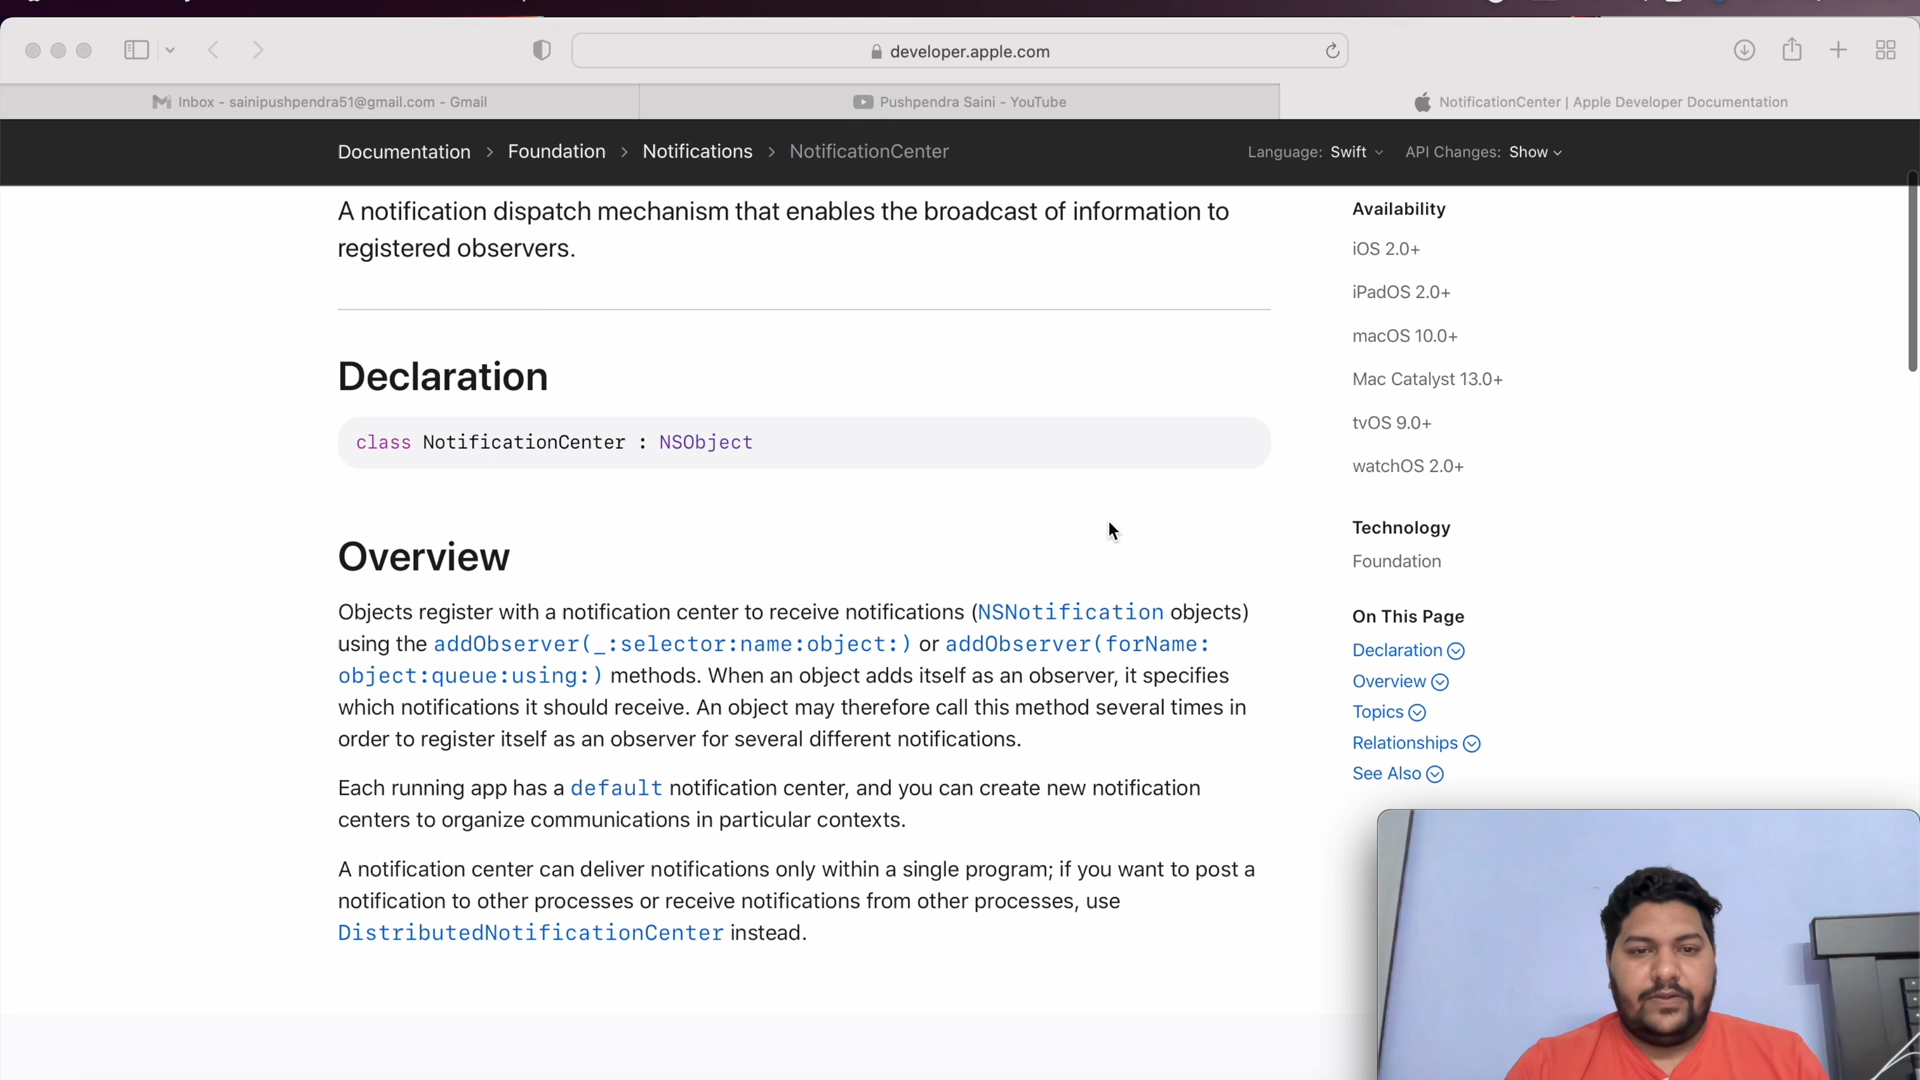 developer.apple.com
Inbox - sainipushpendra51@gmail.com - Gmail
Pushpendra Saini - YouTube
NotificationCenter | Apple Developer Documentation
Documentation > Foundation > Notifications > NotificationCenter
Language: Swift
API Changes: Show
A notification dispatch mechanism that enables the broadcast of information to
registered observers.
Declaration
class NotificationCenter : NSObject
Overview
Objects register with a notification center to receive notifications (NSNotification objects)
using the addObserver(_:selector:name:object:) or addObserver(forName:
object:queue:using:) methods. When an object adds itself as an observer, it specifies
which notifications it should receive. An object may therefore call this method several times in
order to register itself as an observer for several different notifications.
Each running app has a default notification center, and you can create new notification
centers to organize communications in particular contexts.
A notification center can deliver notifications only within a single program; if you want to post a
notification to other processes or receive notifications from other processes, use
DistributedNotificationCenter instead.
Availability
iOS 2.0+
iPadOS 2.0+
macOS 10.0+
Mac Catalyst 13.0+
tvOS 9.0+
watchOS 2.0+
Technology
Foundation
On This Page
Declaration
Overview
Topics
Relationships
See Also